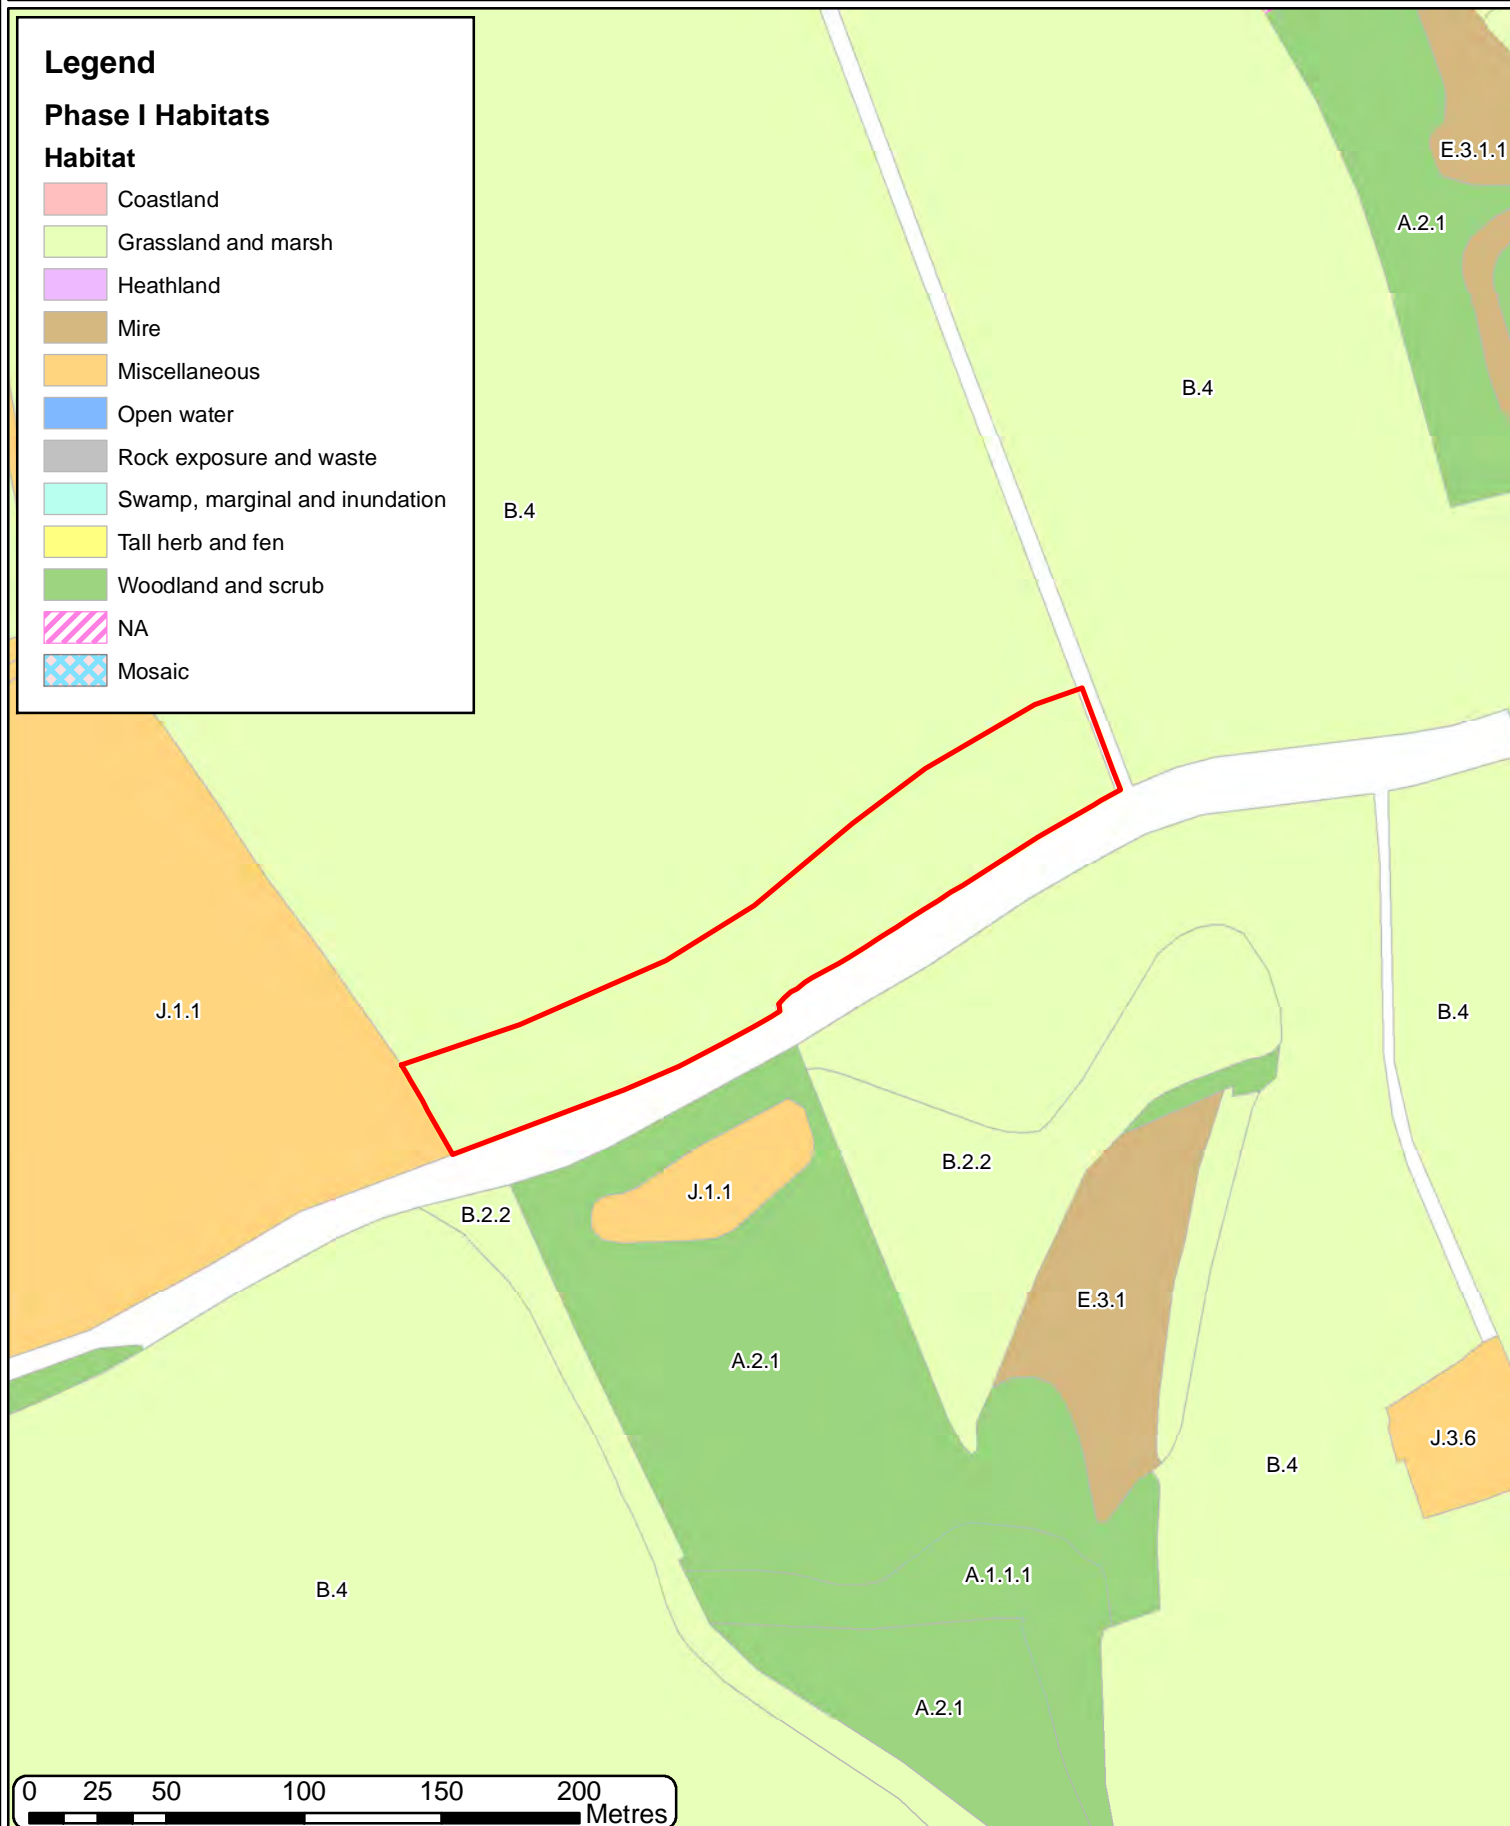 Legend
Phase I Habitats
Habitat
Coastland
Grassland and marsh
Heathland
Mire
Miscellaneous
Open water
Rock exposure and waste
Swamp, marginal and inundation
Tall herb and fen
Woodland and scrub
NA
Mosaic
E.3.1.1
A.2.1
B.4
B.4
J.1.1
B.4
B.2.2
J.1.1
B.2.2
E.3.1
A.2.1
J.3.6
B.4
A.1.1.1
B.4
A.2.1
0 25 50 100 150 200
Metres